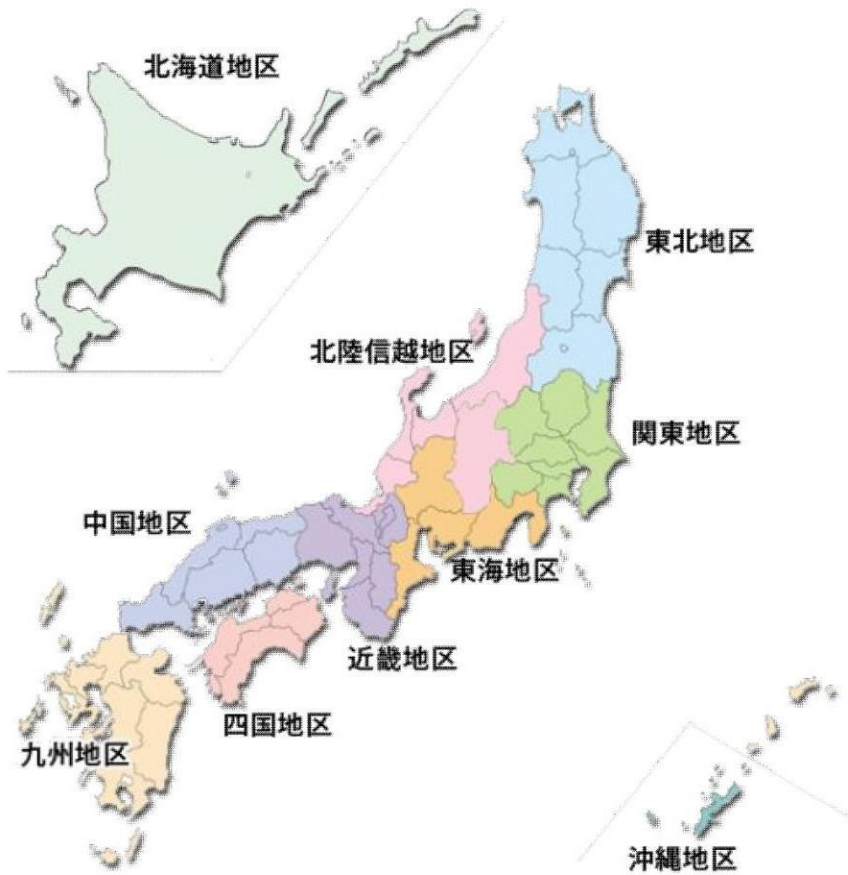 北海道地区
東北地区
北陸信越地区
関東地区
中国地区
東海地区
近畿地区
四国地区
九州地区
沖縄地区